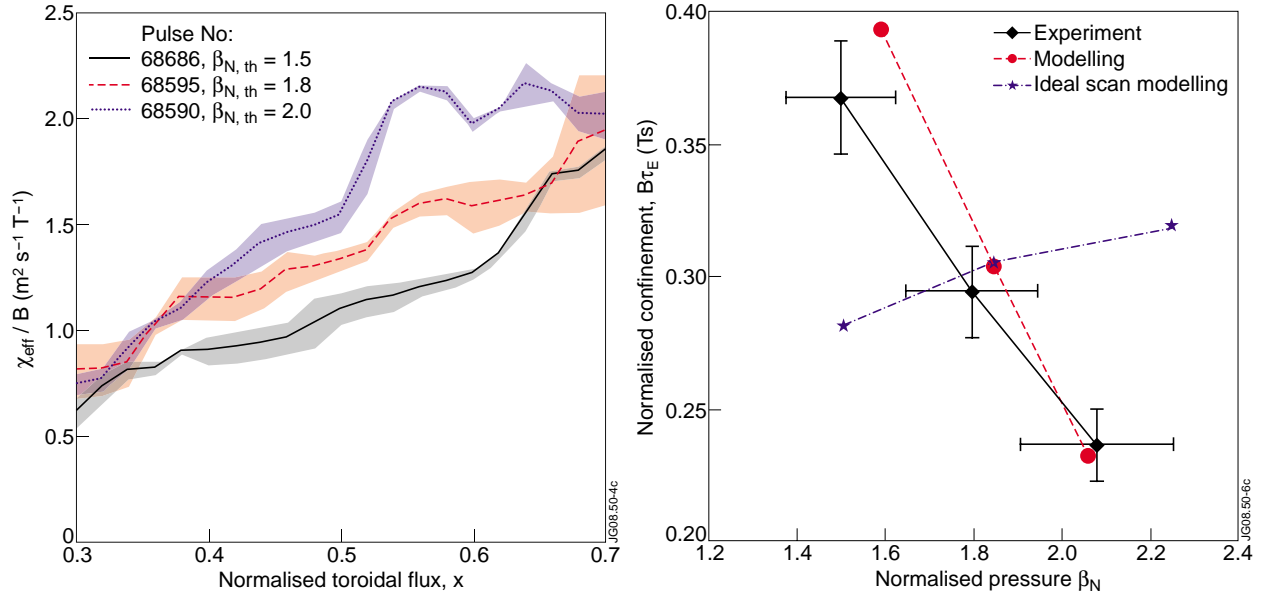 2.5
2.0
1.5
1.0
0.5
0
χeff / B (m² s⁻¹ T⁻¹)
Pulse No:
68686, βN, th = 1.5
68595, βN, th = 1.8
68590, βN, th = 2.0
0.3 0.4 0.5 0.6 0.7
Normalised toroidal flux, x
JG08.50-4c
0.40
0.35
0.30
0.25
0.20
Normalised confinement, BτE (Ts)
Experiment
Modelling
Ideal scan modelling
1.2 1.4 1.6 1.8 2.0 2.2 2.4
Normalised pressure βN
JG08.50-6c